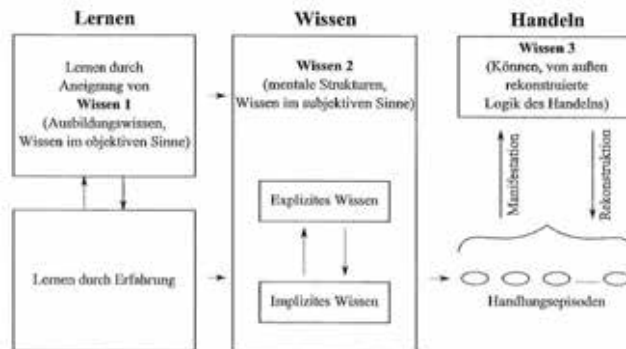 Lernen
Wissen
Handeln
Lernen durch
Aneignung von
Wissen 1
(Ausbildungswissen,
Wissen im objektiven Sinne)
Lernen durch Erfahrung
Wissen 2
(mentale Strukturen,
Wissen im subjektiven Sinne)
Explizites Wissen
Implizites Wissen
Wissen 3
(Können, von außen
rekonstruierte
Logik des Handelns)
Manifestation
Rekonstruktion
Handlungsepisoden